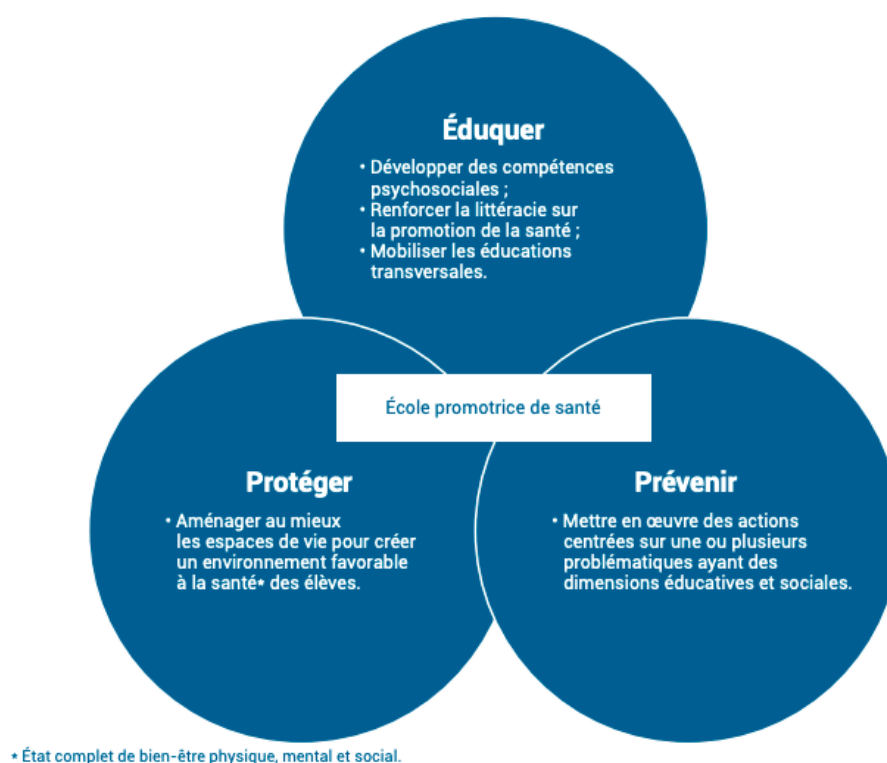 Éduquer
• Développer des compétences
psychosociales ;
• Renforcer la littéracie sur
la promotion de la santé ;
• Mobiliser les éducations
transversales.
École promotrice de santé
Protéger
• Aménager au mieux
les espaces de vie pour créer
un environnement favorable
à la santé* des élèves.
Prévenir
• Mettre en œuvre des actions
centrées sur une ou plusieurs
problématiques ayant des
dimensions éducatives et sociales.
* État complet de bien-être physique, mental et social.